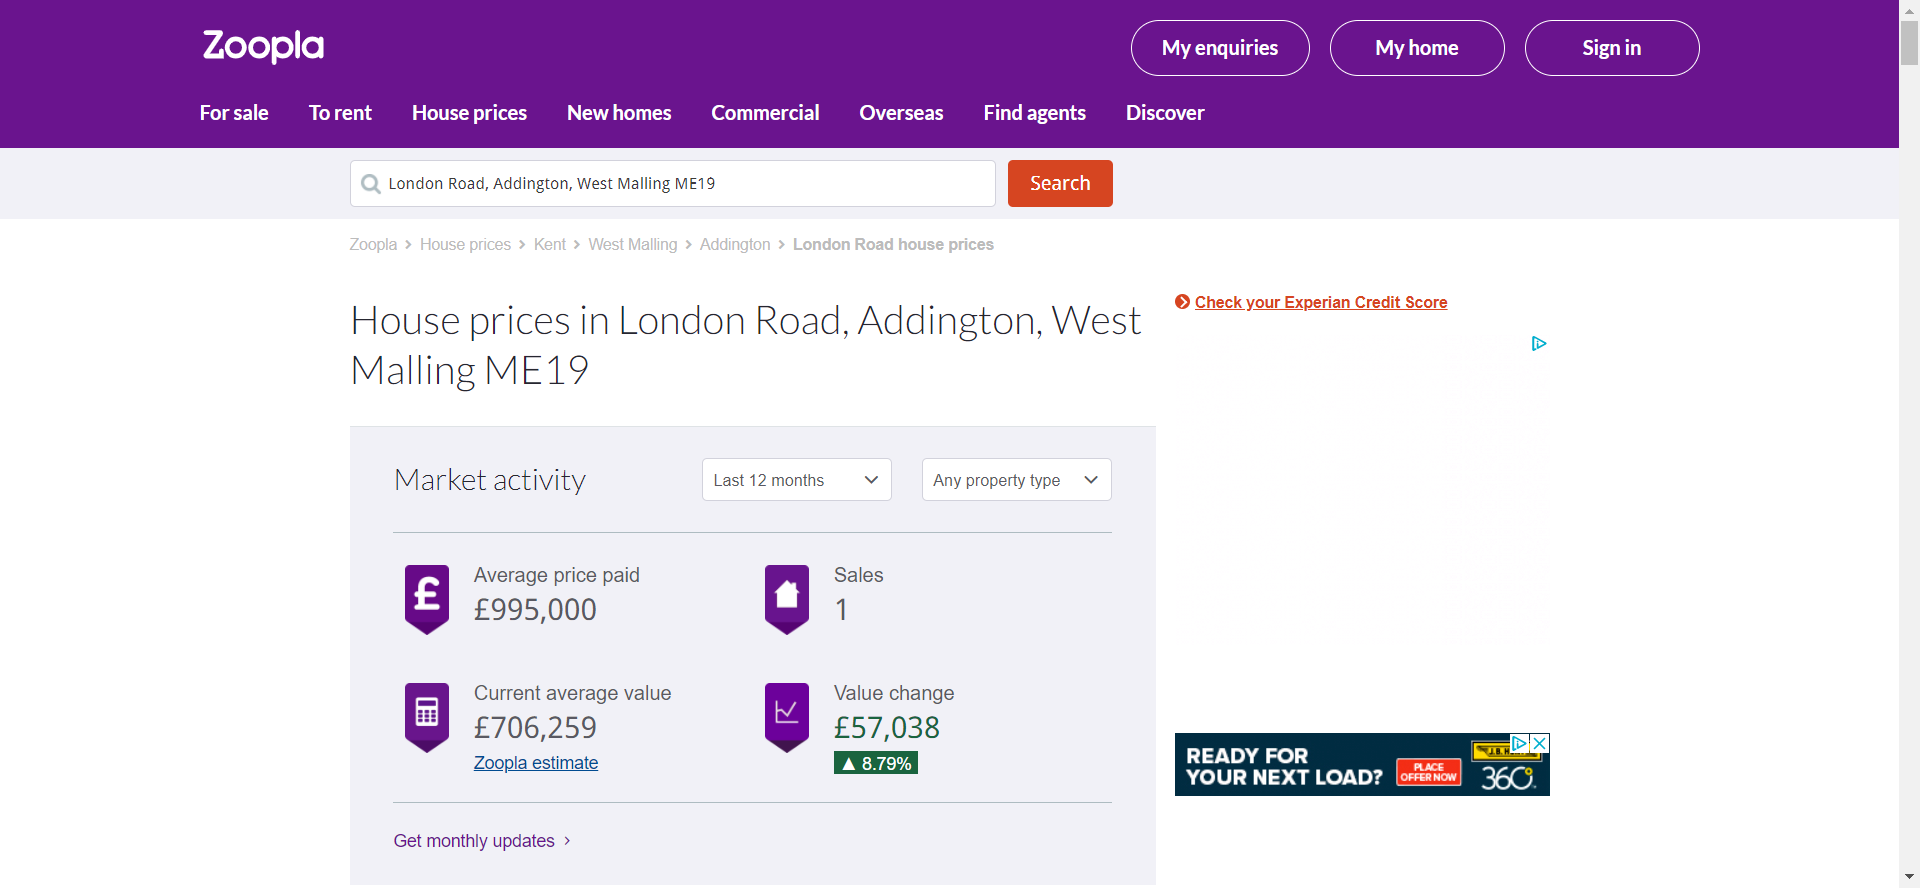 Zoopla
My enquiries
My home
Sign in
For sale
To rent
House prices
New homes
Commercial
Overseas
Find agents
Discover
London Road, Addington, West Malling ME19
Search
Zoopla > House prices > Kent > West Malling > Addington > London Road house prices
House prices in London Road, Addington, West
Malling ME19
Check your Experian Credit Score
Market activity
Last 12 months
Any property type
Average price paid
£995,000
Sales
1
Current average value
£706,259
Zoopla estimate
Value change
£57,038
▲ 8.79%
Get monthly updates >
READY FOR
YOUR NEXT LOAD?
PLACE
OFFER NOW
360